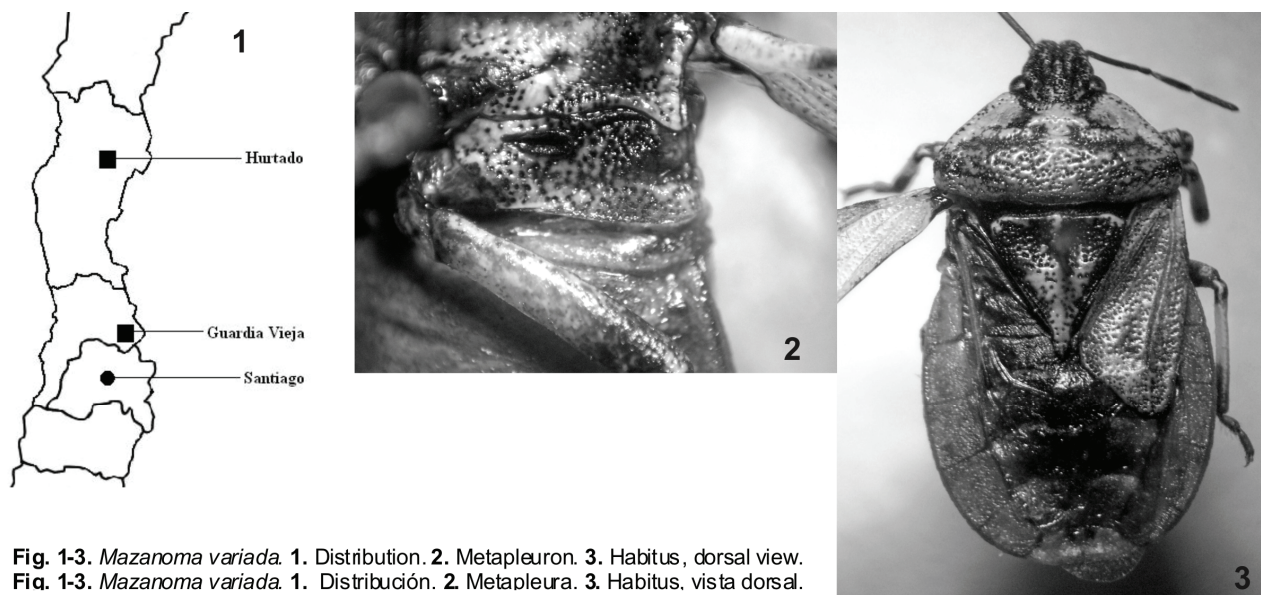 1
Hurtado
Guardia Vieja
Santiago
2
3
Fig. 1-3. Mazanoma variada. 1. Distribution. 2. Metapleuron. 3. Habitus, dorsal view.
Fig. 1-3. Mazanoma variada. 1. Distribución. 2. Metapleura. 3. Habitus, vista dorsal.